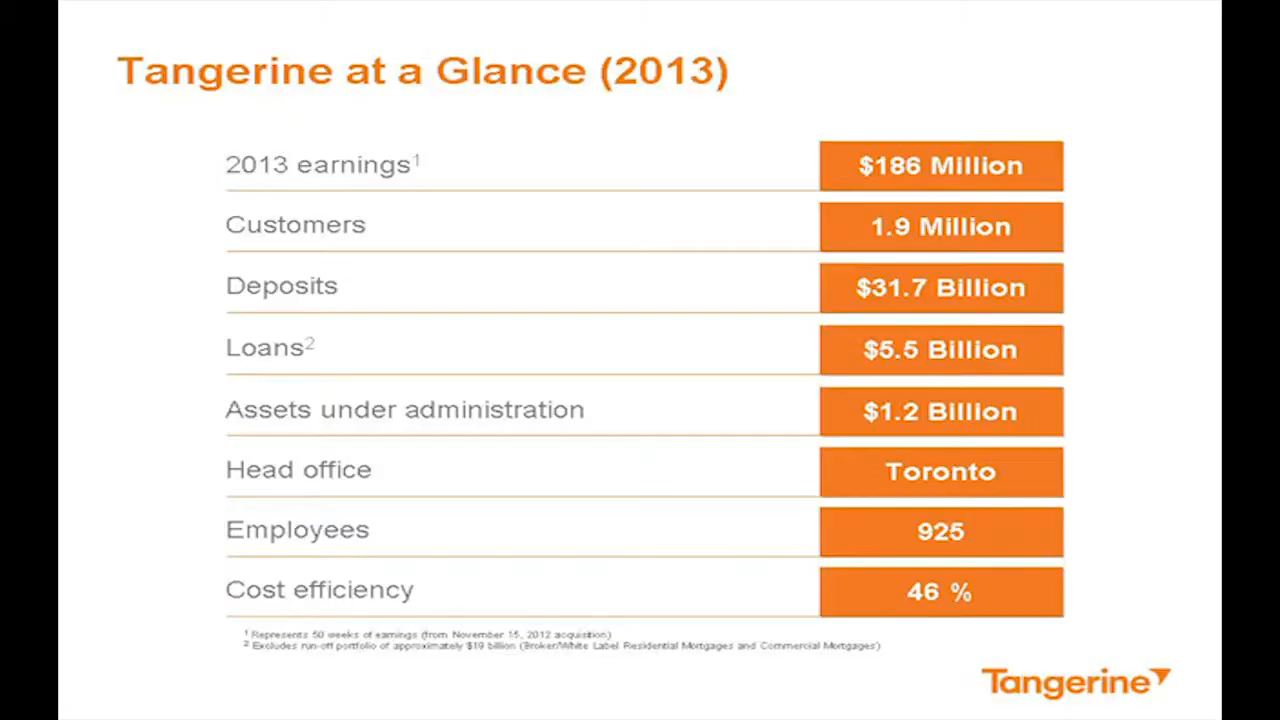 Tangerine at a Glance (2013)
2013 earnings¹ $186 Million
Customers 1.9 Million
Deposits $31.7 Billion
Loans² $5.5 Billion
Assets under administration $1.2 Billion
Head office Toronto
Employees 925
Cost efficiency 46 %
¹ Represents 50 weeks of earnings (from November 15, 2012 acquisition)
² Excludes run-off portfolio of approximately $19 billion (Broker/White Label Residential Mortgages and Commercial Mortgages)
Tangerine